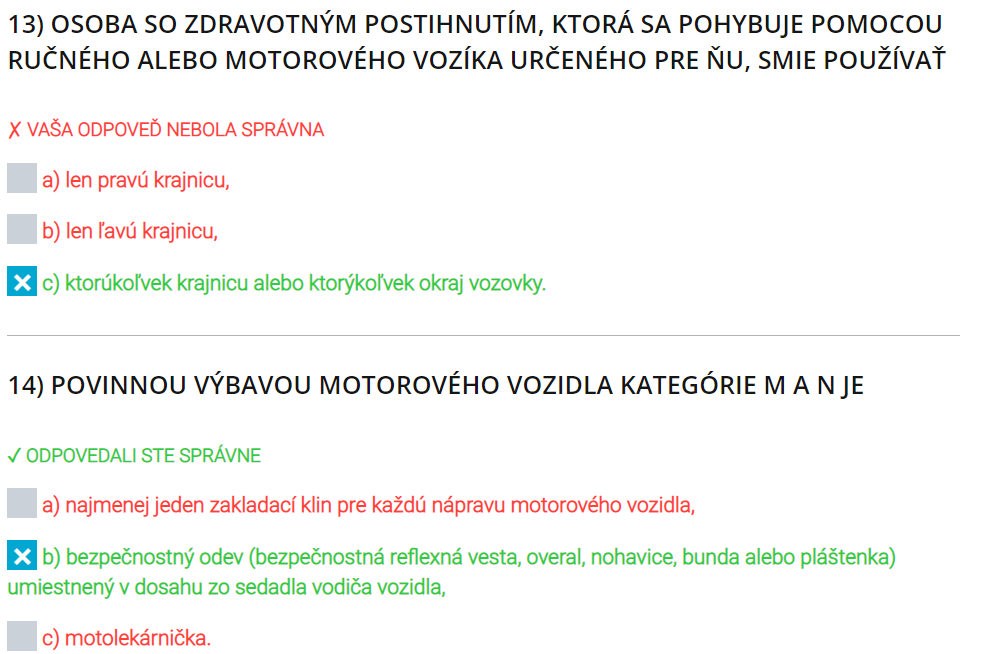 13) OSOBA SO ZDRAVOTNÝM POSTIHNUTÍM, KTORÁ SA POHYBUJE POMOCOU
RUČNÉHO ALEBO MOTOROVÉHO VOZÍKA URČENÉHO PRE ŇU, SMIE POUŽÍVAŤ
✗ VAŠA ODPOVEĎ NEBOLA SPRÁVNA
a) len pravú krajnicu,
b) len ľavú krajnicu,
c) ktorúkoľvek krajnicu alebo ktorýkoľvek okraj vozovky.
14) POVINNOU VÝBAVOU MOTOROVÉHO VOZIDLA KATEGÓRIE M A N JE
✓ ODPOVEDALI STE SPRÁVNE
a) najmenej jeden zakladací klin pre každú nápravu motorového vozidla,
b) bezpečnostný odev (bezpečnostná reflexná vesta, overal, nohavice, bunda alebo pláštenka)
umiestnený v dosahu zo sedadla vodiča vozidla,
c) motolekárnička.